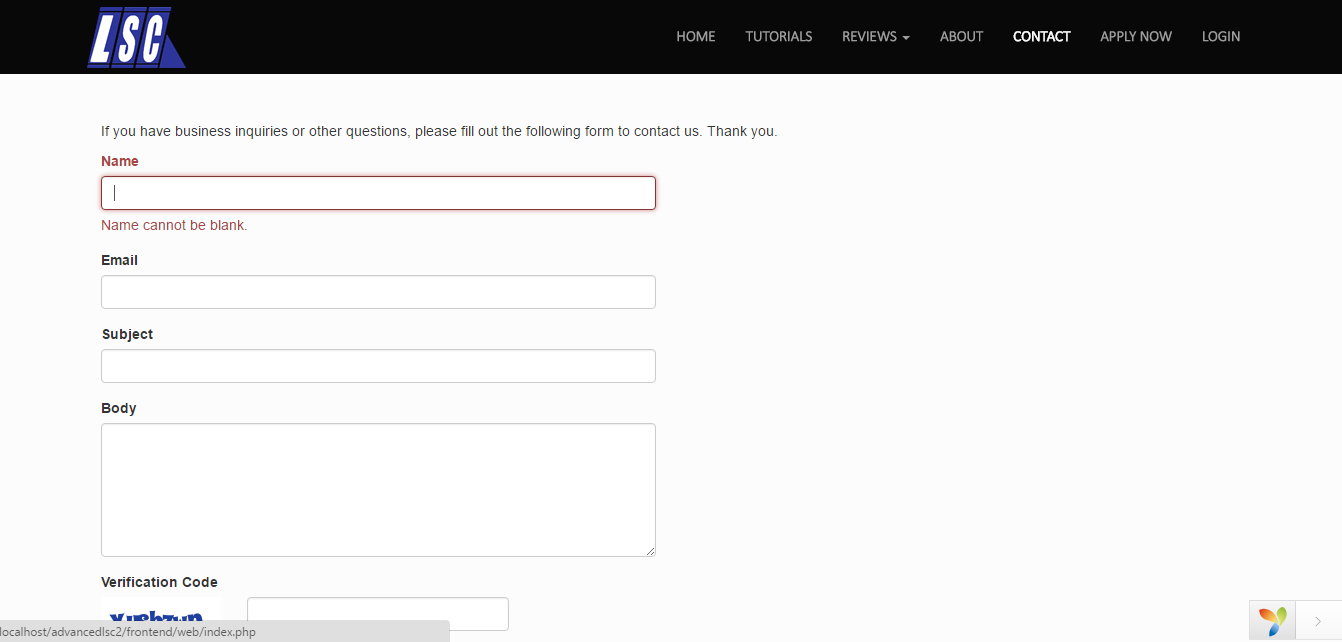 LSC
HOME TUTORIALS REVIEWS ABOUT CONTACT APPLY NOW LOGIN
If you have business inquiries or other questions, please fill out the following form to contact us. Thank you.
Name
Name cannot be blank.
Email
Subject
Body
Verification Code
localhost/advancedlsc2/frontend/web/index.php